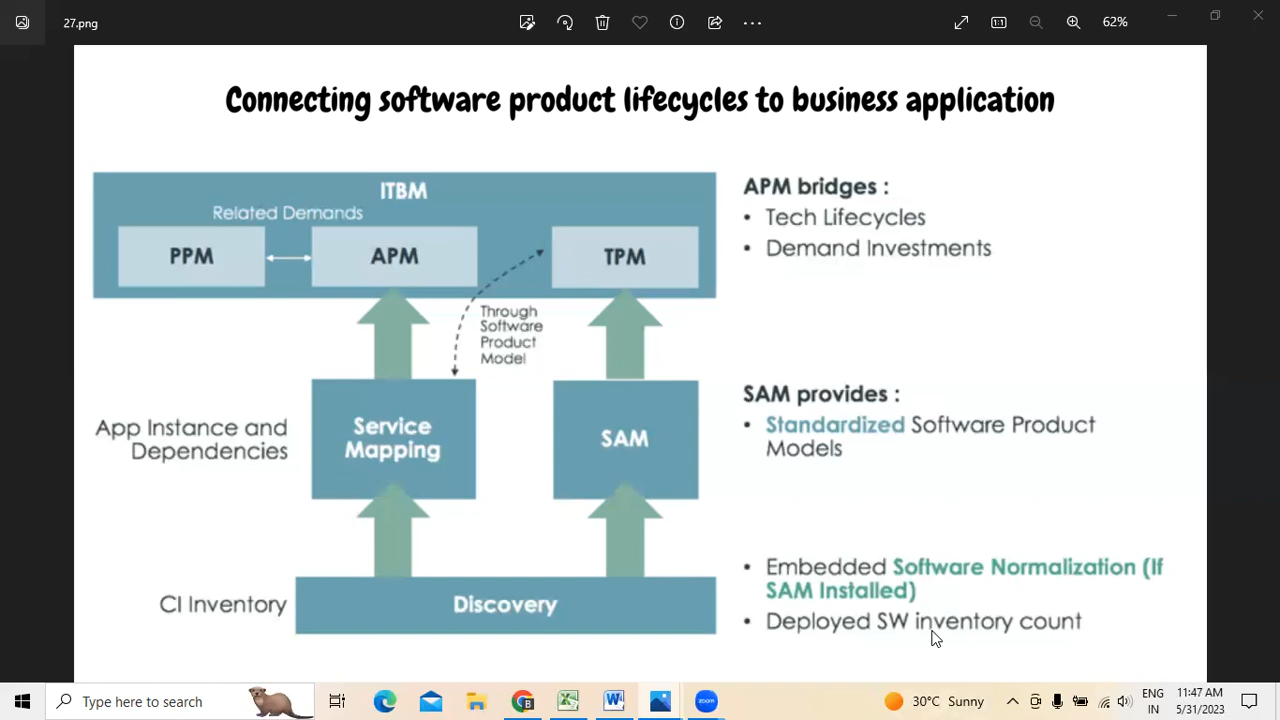 27.png
62%
Connecting software product lifecycles to business application
ITBM
Related Demands
PPM
APM
TPM
Through
Software
Product
Model
App Instance and
Dependencies
Service
Mapping
SAM
CI Inventory
Discovery
APM bridges :
• Tech Lifecycles
• Demand Investments
SAM provides :
• Standardized Software Product
Models
• Embedded Software Normalization (If
SAM Installed)
• Deployed SW inventory count
Type here to search
zoom
30°C Sunny
ENG
IN
11:47 AM
5/31/2023